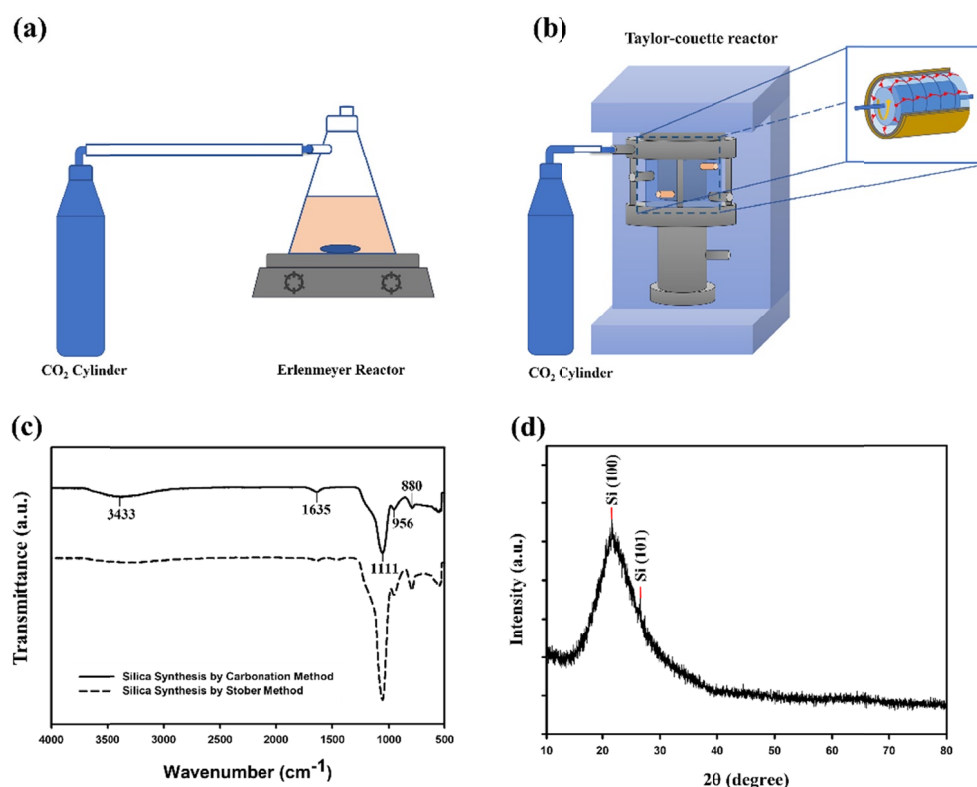 (a)
CO₂ Cylinder
Erlenmeyer Reactor
(b)
Taylor-couette reactor
CO₂ Cylinder
(c)
Transmittance (a.u.)
3433
1635
1111
956
880
Silica Synthesis by Carbonation Method
Silica Synthesis by Stober Method
4000 3500 3000 2500 2000 1500 1000 500
Wavenumber (cm⁻¹)
(d)
Intensity (a.u.)
Si (100)
Si (101)
10 20 30 40 50 60 70 80
2θ (degree)